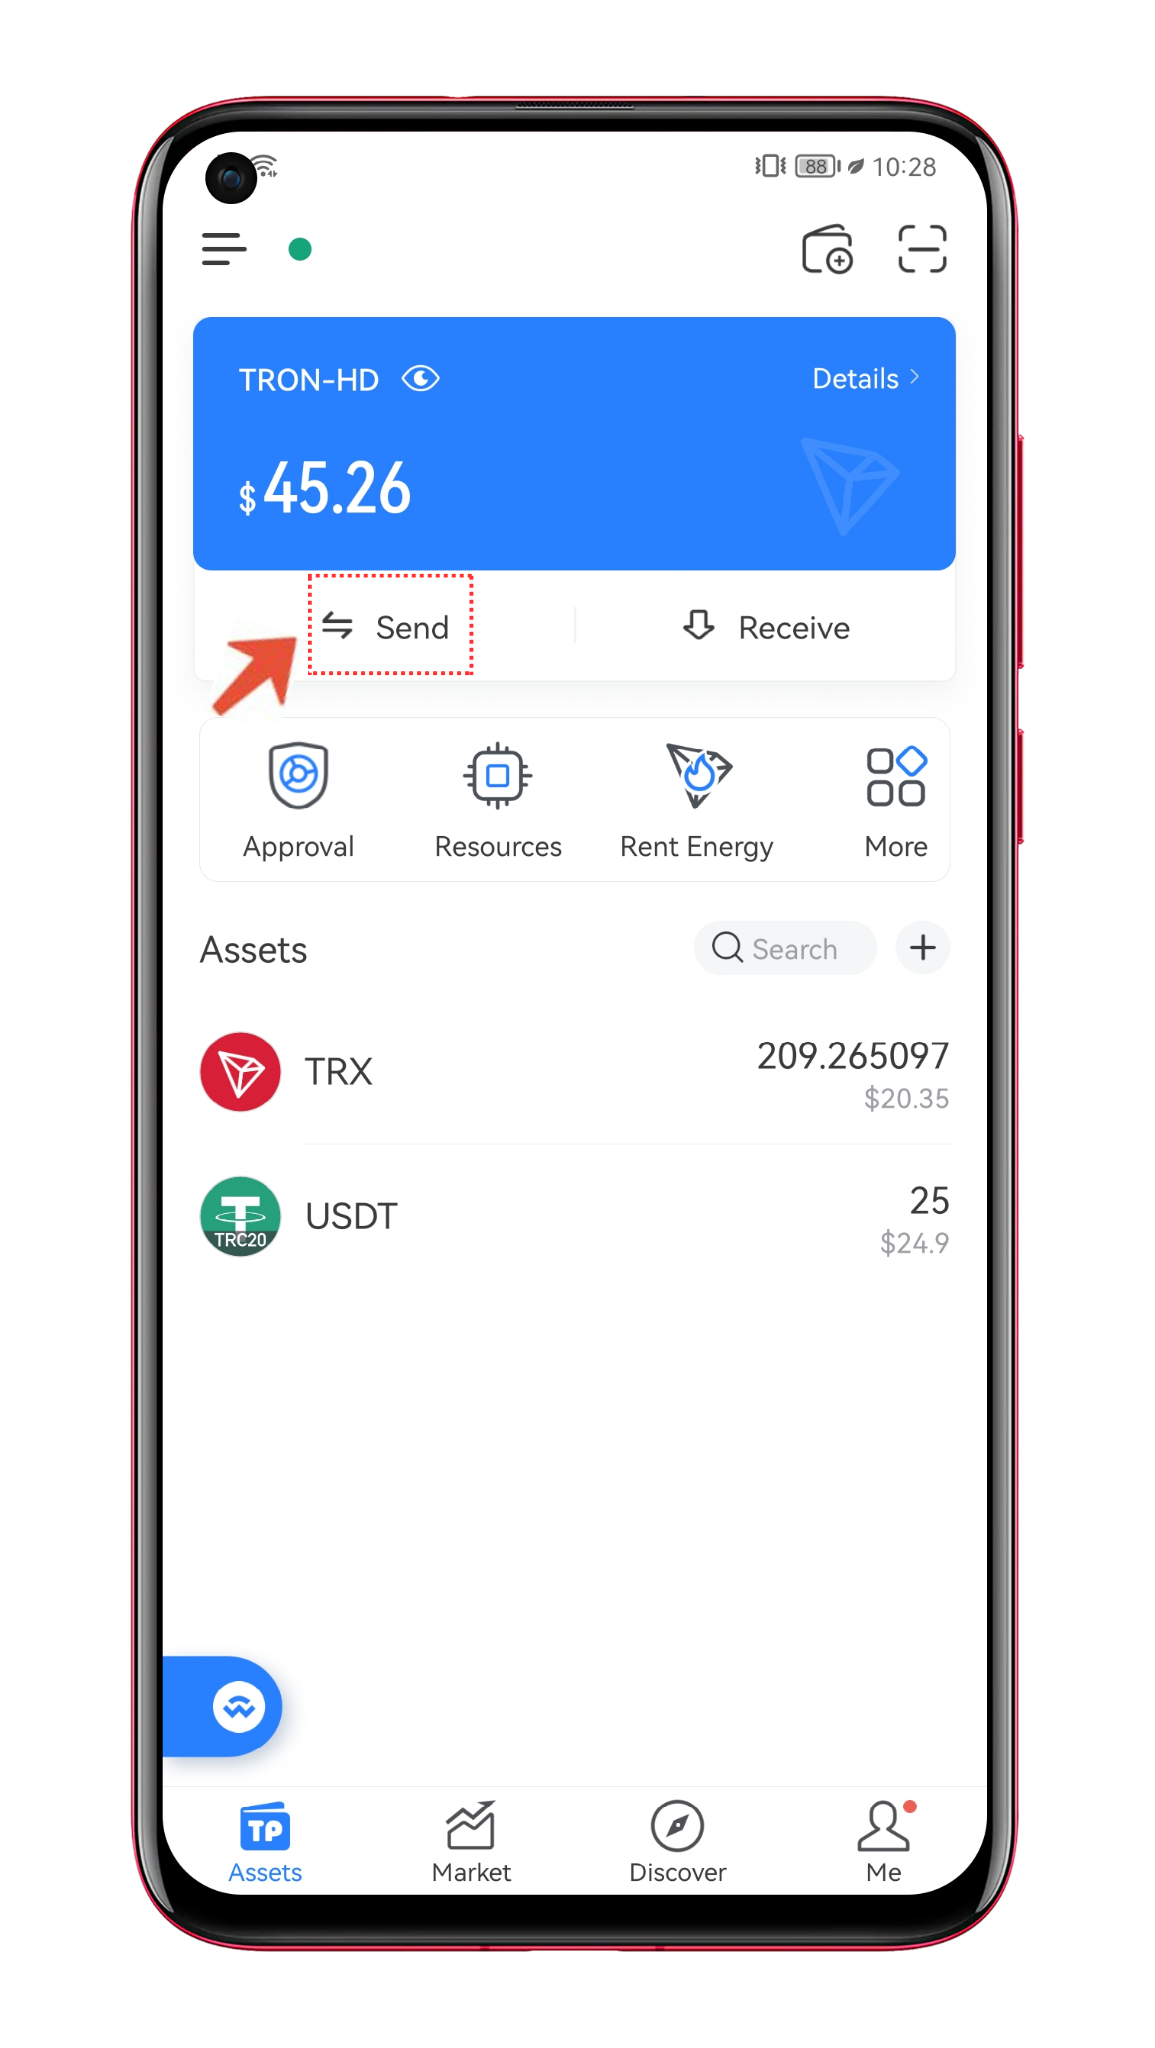 88 10:28
TRON-HD Details >
$ 45.26
Send Receive
Approval Resources Rent Energy More
Assets Search +
TRX 209.265097
$20.35
TRC20 USDT 25
$24.9
TP
Assets Market Discover Me